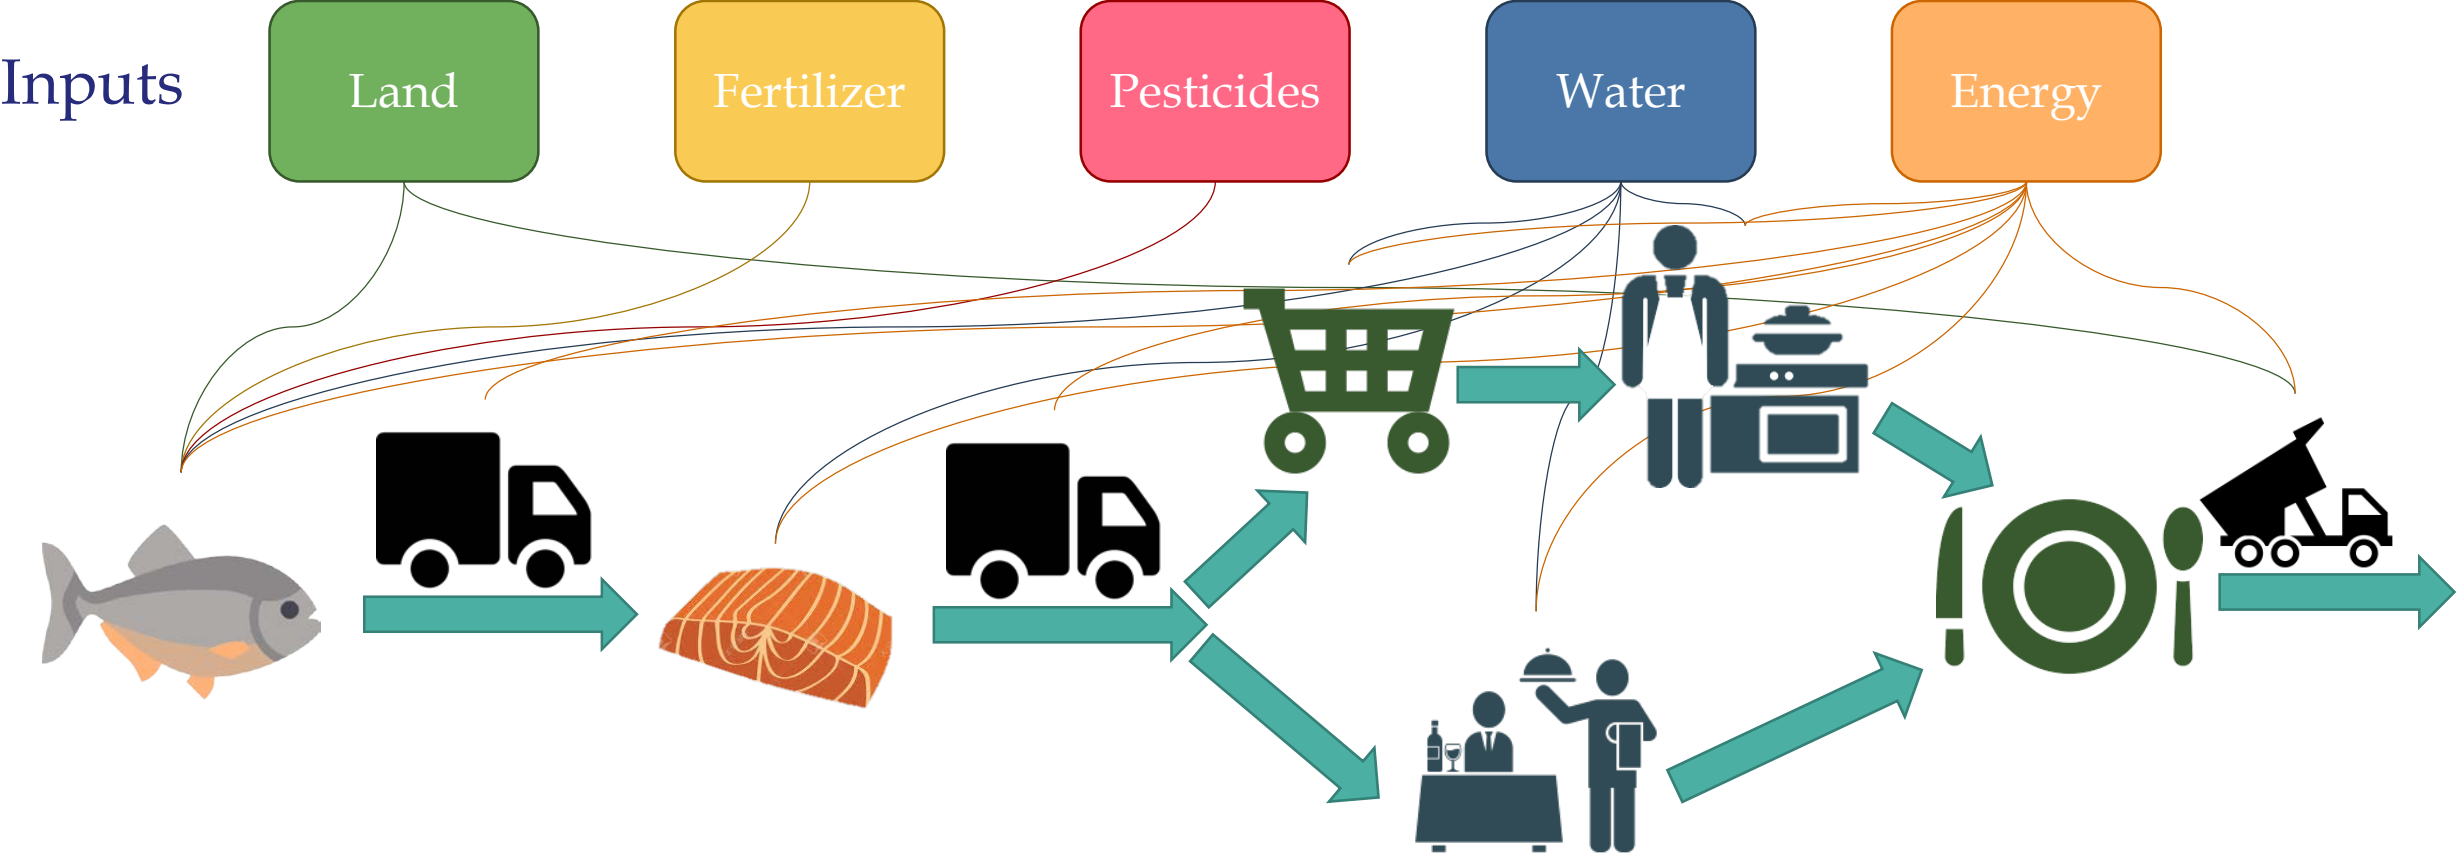 Inputs
Land
Fertilizer
Pesticides
Water
Energy